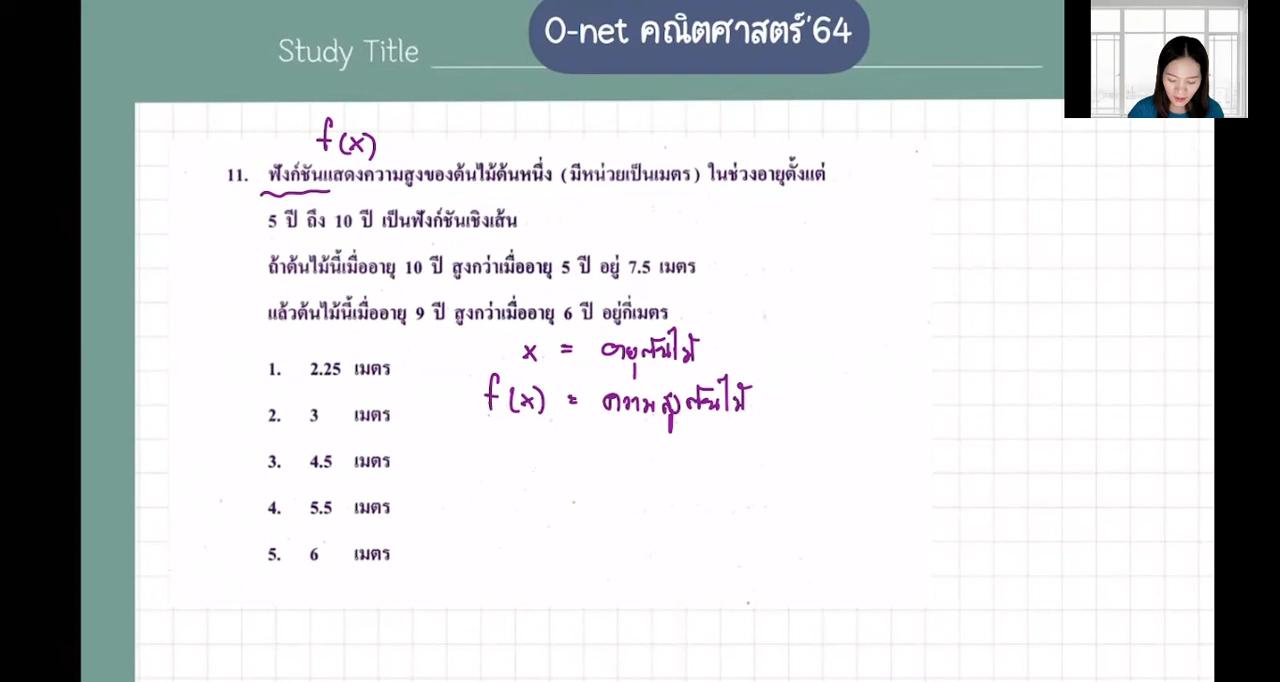 O-net คณิตศาสตร์'64
Study Title
f(x)
11. ฟังก์ชันแสดงความสูงของต้นไม้ต้นหนึ่ง (มีหน่วยเป็นเมตร) ในช่วงอายุตั้งแต่
5 ปี ถึง 10 ปี เป็นฟังก์ชันเชิงเส้น
ถ้าต้นไม้นี้เมื่ออายุ 10 ปี สูงกว่าเมื่ออายุ 5 ปี อยู่ 7.5 เมตร
แล้วต้นไม้นี้เมื่ออายุ 9 ปี สูงกว่าเมื่ออายุ 6 ปี อยู่กี่เมตร
x = อายุต้นไม้
1. 2.25 เมตร
f(x) = ความสูงต้นไม้
2. 3 เมตร
3. 4.5 เมตร
4. 5.5 เมตร
5. 6 เมตร